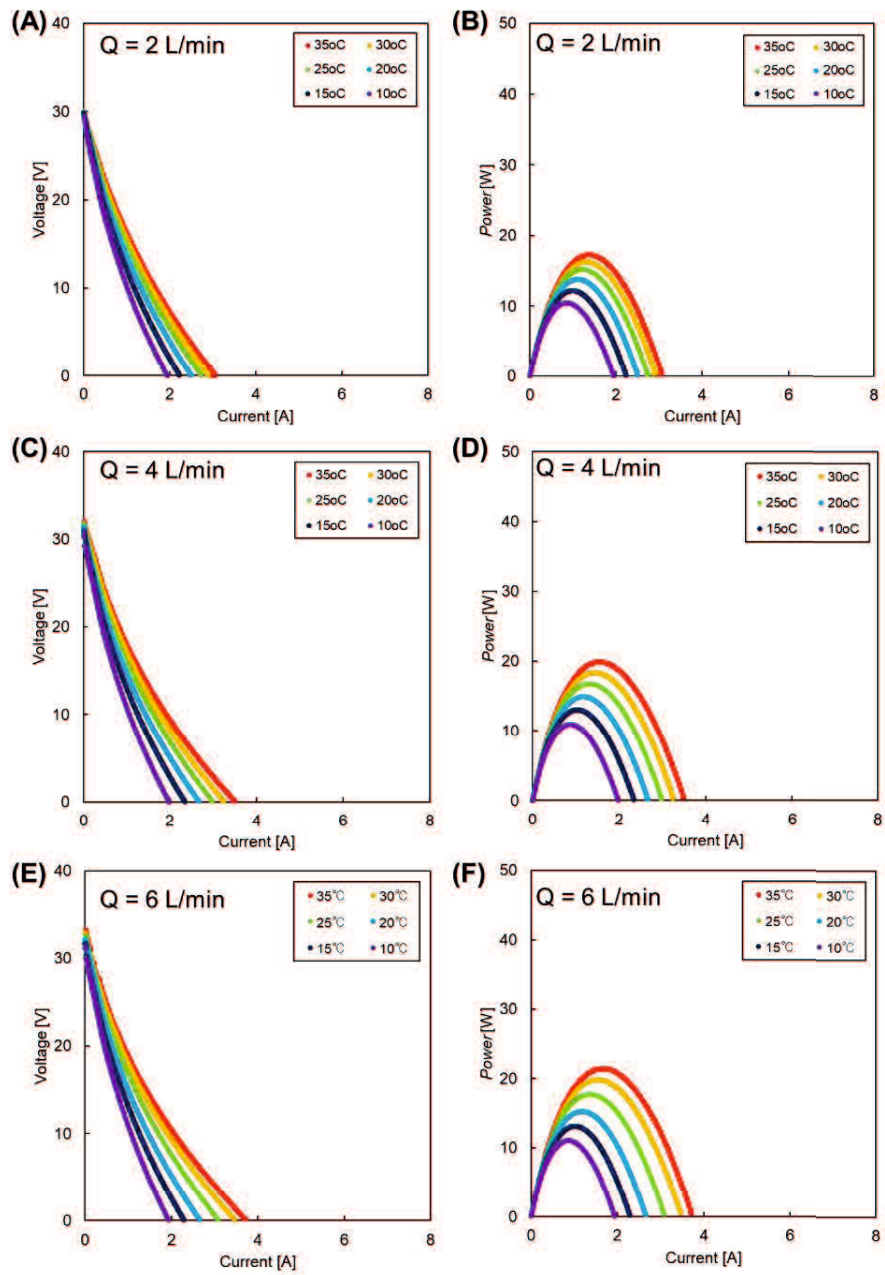 (A)
Q = 2 L/min
35oC 30oC
25oC 20oC
15oC 10oC
40
30
20
10
0
Voltage [V]
0 2 4 6 8
Current [A]
(B)
Q = 2 L/min
35oC 30oC
25oC 20oC
15oC 10oC
50
40
30
20
10
0
Power [W]
0 2 4 6 8
Current [A]
(C)
Q = 4 L/min
35oC 30oC
25oC 20oC
15oC 10oC
40
30
20
10
0
Voltage [V]
0 2 4 6 8
Current [A]
(D)
Q = 4 L/min
35oC 30oC
25oC 20oC
15oC 10oC
50
40
30
20
10
0
Power [W]
0 2 4 6 8
Current [A]
(E)
Q = 6 L/min
35℃ 30℃
25℃ 20℃
15℃ 10℃
40
30
20
10
0
Voltage [V]
0 2 4 6 8
Current [A]
(F)
Q = 6 L/min
35℃ 30℃
25℃ 20℃
15℃ 10℃
50
40
30
20
10
0
Power [W]
0 2 4 6 8
Current [A]